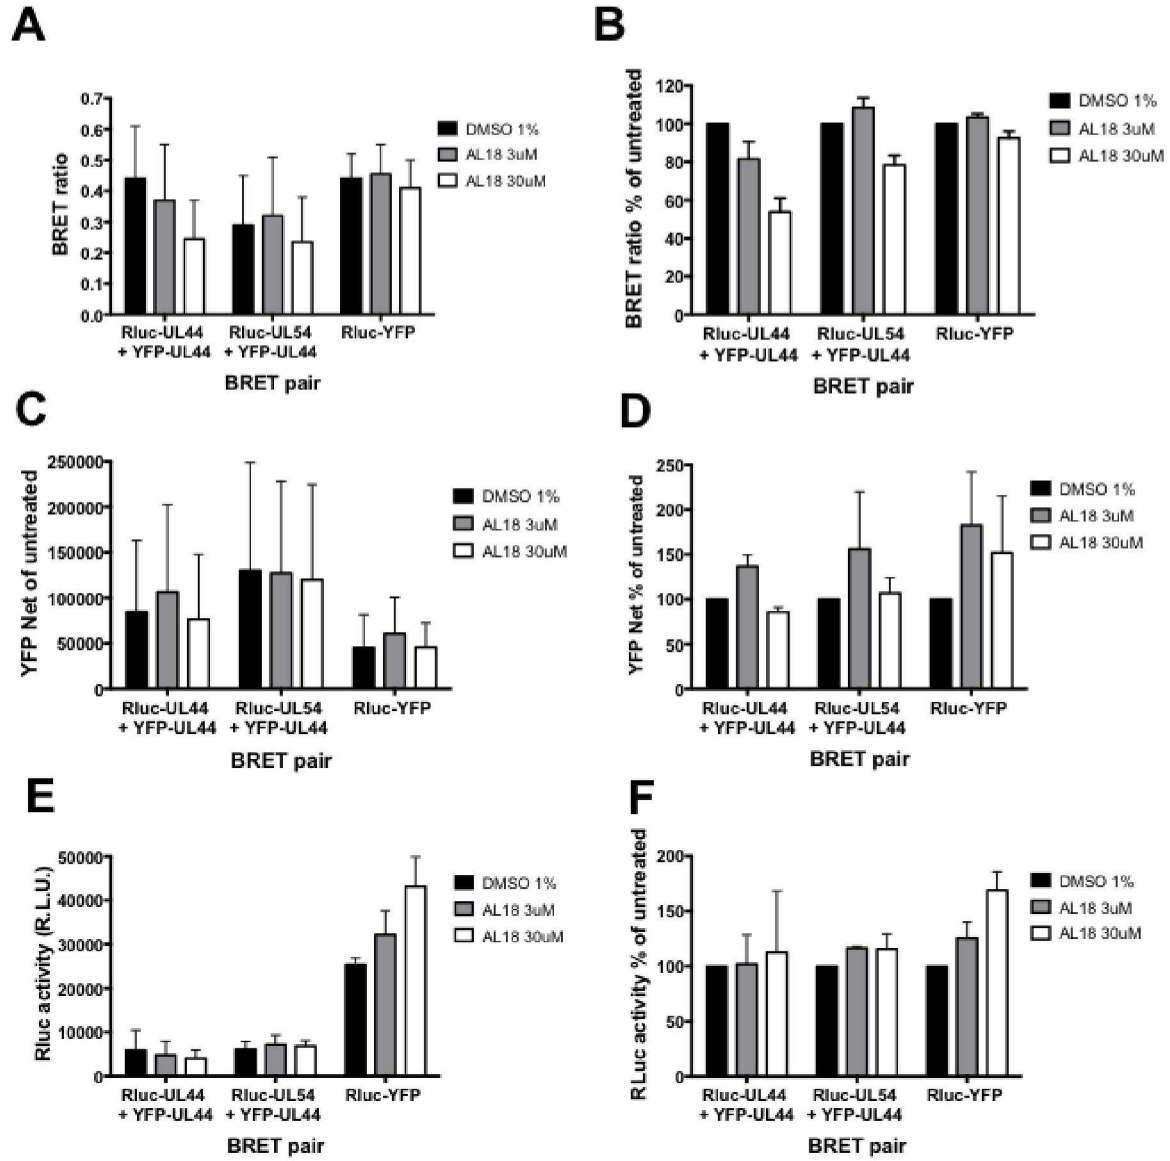 A
BRET ratio
0.7
0.6
0.5
0.4
0.3
0.2
0.1
0.0
DMSO 1%
AL18 3uM
AL18 30uM
Rluc-UL44 + YFP-UL44
Rluc-UL54 + YFP-UL44
Rluc-YFP
BRET pair
B
BRET ratio % of untreated
120
100
80
60
40
20
0
DMSO 1%
AL18 3uM
AL18 30uM
Rluc-UL44 + YFP-UL44
Rluc-UL54 + YFP-UL44
Rluc-YFP
BRET pair
C
YFP Net of untreated
250000
200000
150000
100000
50000
0
DMSO 1%
AL18 3uM
AL18 30uM
Rluc-UL44 + YFP-UL44
Rluc-UL54 + YFP-UL44
Rluc-YFP
BRET pair
D
YFP Net % of untreated
250
200
150
100
50
0
DMSO 1%
AL18 3uM
AL18 30uM
Rluc-UL44 + YFP-UL44
Rluc-UL54 + YFP-UL44
Rluc-YFP
BRET pair
E
Rluc activity (R.L.U.)
50000
40000
30000
20000
10000
0
DMSO 1%
AL18 3uM
AL18 30uM
Rluc-UL44 + YFP-UL44
Rluc-UL54 + YFP-UL44
Rluc-YFP
BRET pair
F
RLuc activity % of untreated
200
150
100
50
0
DMSO 1%
AL18 3uM
AL18 30uM
Rluc-UL44 + YFP-UL44
Rluc-UL54 + YFP-UL44
Rluc-YFP
BRET pair